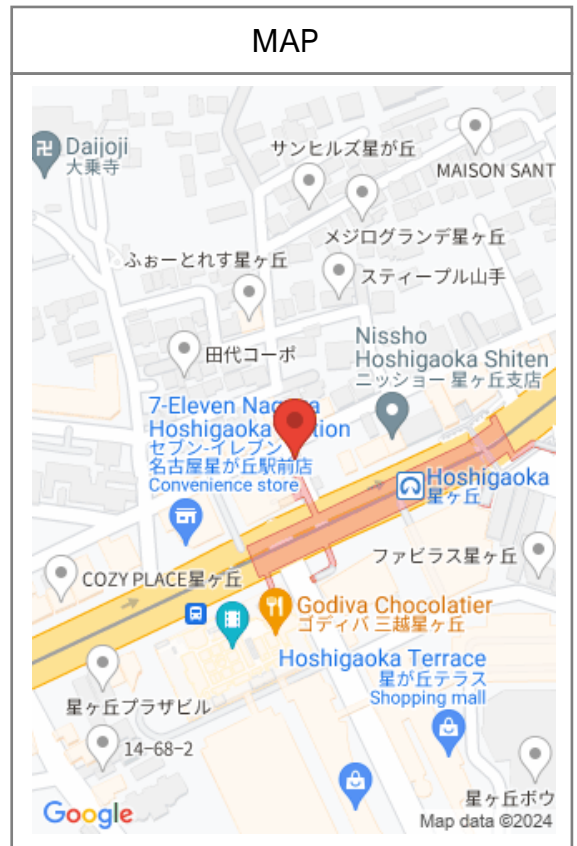 MAP
Daijoji
大乗寺
サンヒルズ星が丘
MAISON SANT
メジログランデ星ヶ丘
ふぉーとれす星ヶ丘
スティープル山手
田代コーポ
Nissho
Hoshigaoka Shiten
ニッショー 星ヶ丘支店
7-Eleven Nagoya
Hoshigaoka Station
セブン-イレブン
名古屋星が丘駅前店
Convenience store
Hoshigaoka
星ヶ丘
ファビラス星ヶ丘
COZY PLACE星ヶ丘
Godiva Chocolatier
ゴディバ 三越星ヶ丘
Hoshigaoka Terrace
星が丘テラス
Shopping mall
星ヶ丘プラザビル
14-68-2
星ヶ丘ボウ
Google
Map data ©2024